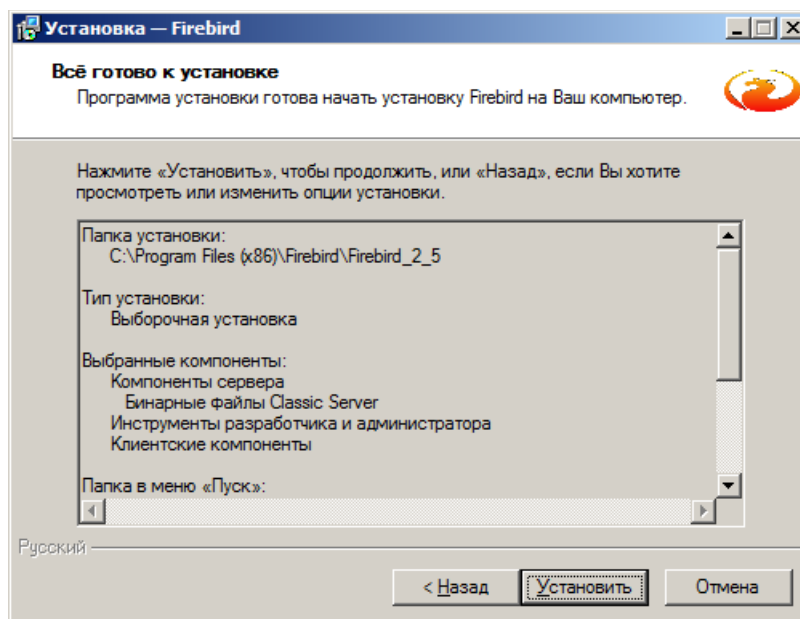 Установка — Firebird
Всё готово к установке
Программа установки готова начать установку Firebird на Ваш компьютер.
Нажмите «Установить», чтобы продолжить, или «Назад», если Вы хотите
просмотреть или изменить опции установки.
Папка установки:
C:\Program Files (x86)\Firebird\Firebird_2_5
Тип установки:
Выборочная установка
Выбранные компоненты:
Компоненты сервера
Бинарные файлы Classic Server
Инструменты разработчика и администратора
Клиентские компоненты
Папка в меню «Пуск»:
Русский
< Назад
Установить
Отмена